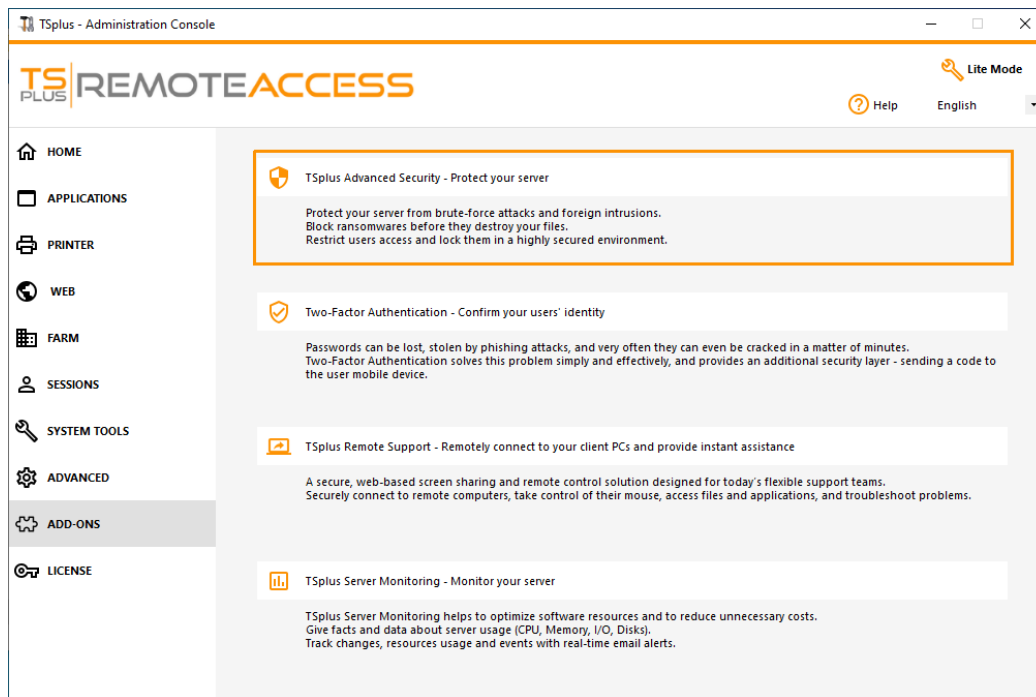 TSplus - Administration Console
TS PLUS REMOTEACCESS
Lite Mode
Help
English
HOME
APPLICATIONS
PRINTER
WEB
FARM
SESSIONS
SYSTEM TOOLS
ADVANCED
ADD-ONS
LICENSE
TSplus Advanced Security - Protect your server
Protect your server from brute-force attacks and foreign intrusions.
Block ransomwares before they destroy your files.
Restrict users access and lock them in a highly secured environment.
Two-Factor Authentication - Confirm your users' identity
Passwords can be lost, stolen by phishing attacks, and very often they can even be cracked in a matter of minutes.
Two-Factor Authentication solves this problem simply and effectively, and provides an additional security layer - sending a code to
the user mobile device.
TSplus Remote Support - Remotely connect to your client PCs and provide instant assistance
A secure, web-based screen sharing and remote control solution designed for today's flexible support teams.
Securely connect to remote computers, take control of their mouse, access files and applications, and troubleshoot problems.
TSplus Server Monitoring - Monitor your server
TSplus Server Monitoring helps to optimize software resources and to reduce unnecessary costs.
Give facts and data about server usage (CPU, Memory, I/O, Disks).
Track changes, resources usage and events with real-time email alerts.